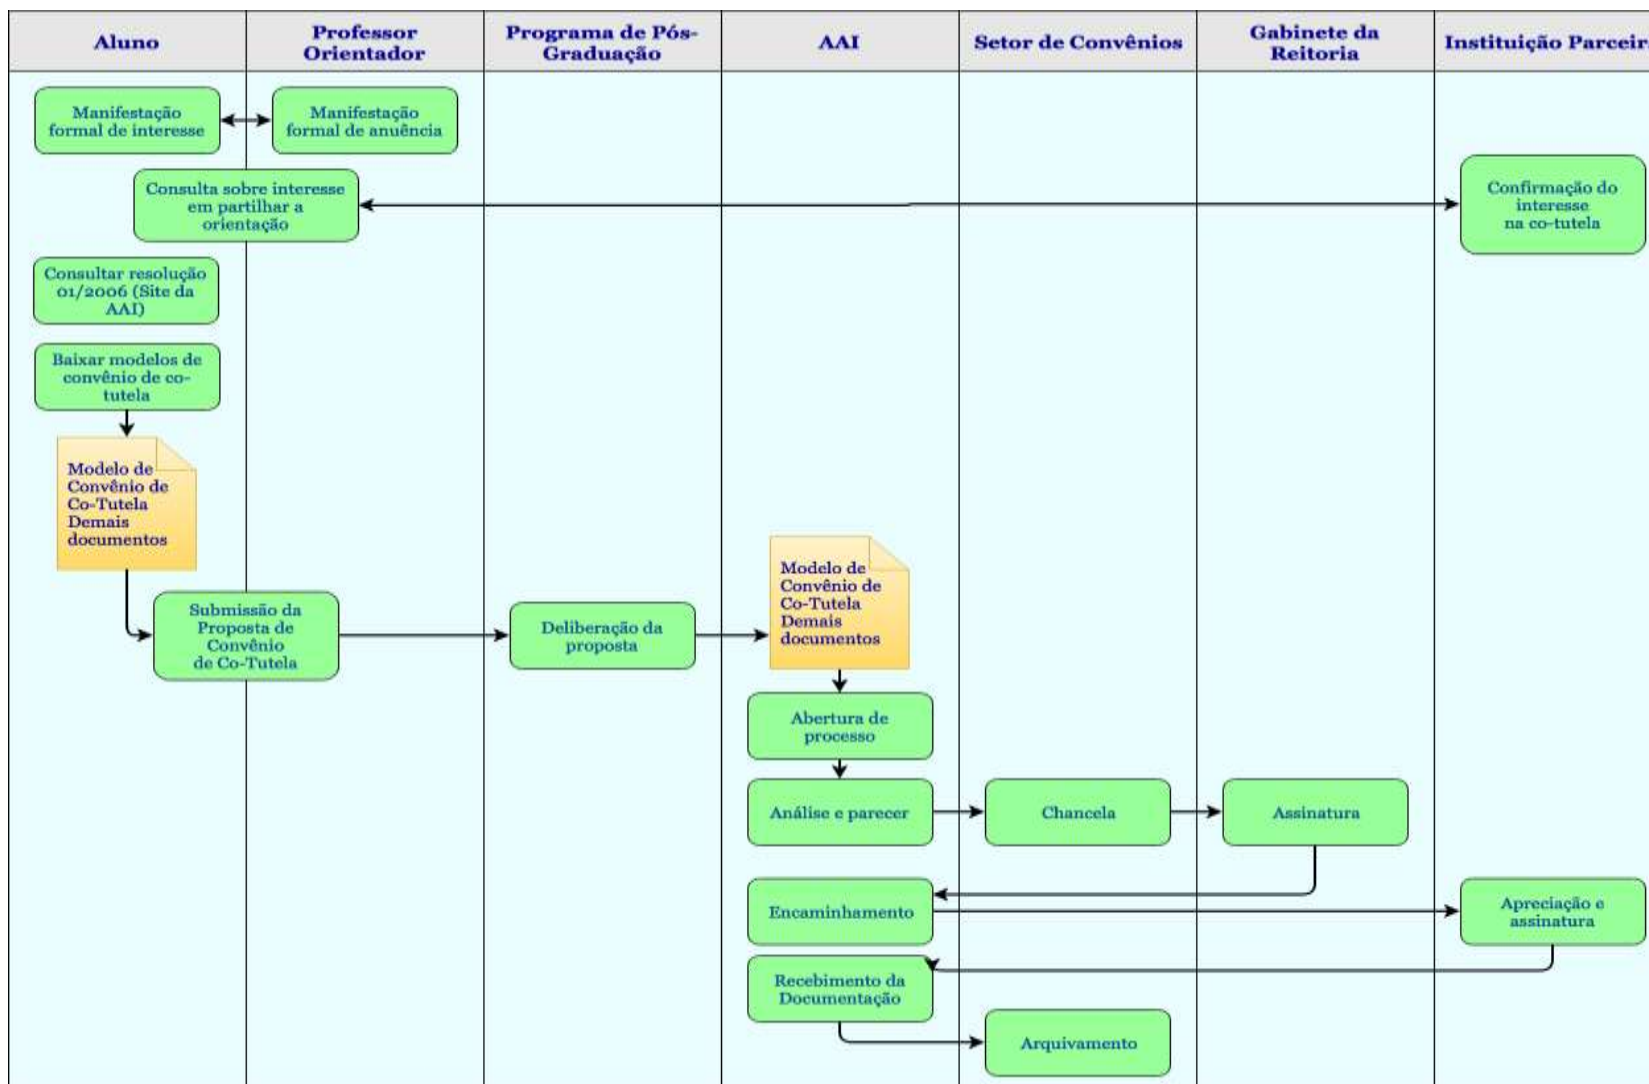 Aluno
Professor
Orientador
Programa de Pós-
Graduação
AAI
Setor de Convênios
Gabinete da
Reitoria
Instituição Parceir
Manifestação
formal de interesse
Manifestação
formal de anuência
Consulta sobre interesse
em partilhar a
orientação
Confirmação do
interesse
na co-tutela
Consultar resolução
01/2006 (Site da
AAI)
Baixar modelos de
convênio de co-
tutela
Modelo de
Convênio de
Co-Tutela
Demais
documentos
Submissão da
Proposta de
Convênio
de Co-Tutela
Deliberação da
proposta
Modelo de
Convênio de
Co-Tutela
Demais
documentos
Abertura de
processo
Análise e parecer
Chancela
Assinatura
Encaminhamento
Apreciação e
assinatura
Recebimento da
Documentação
Arquivamento